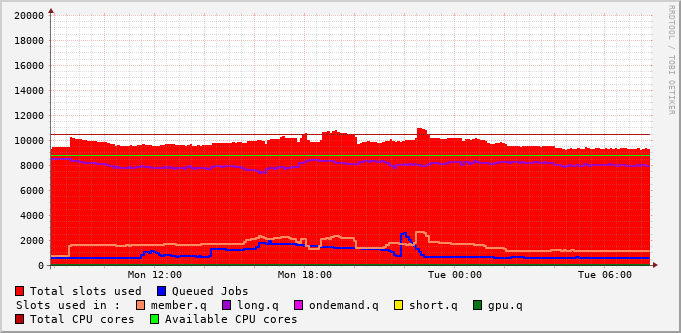 20000
18000
16000
14000
12000
10000
8000
6000
4000
2000
0
Mon 12:00 Mon 18:00 Tue 00:00 Tue 06:00
RRDTOOL / TOBI OETIKER
Total slots used Queued Jobs
Slots used in : member.q long.q ondemand.q short.q gpu.q
Total CPU cores Available CPU cores